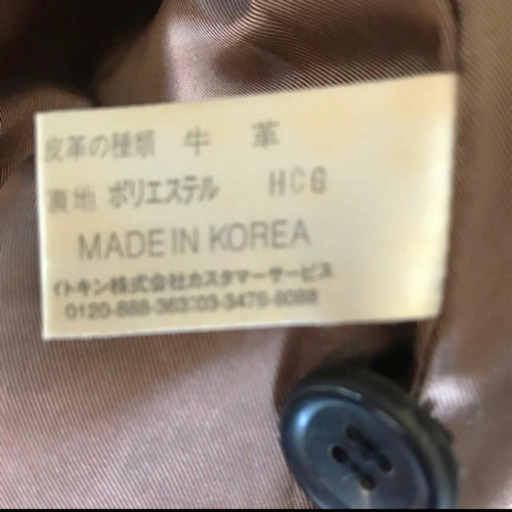 皮革の種類 牛 革
裏地 ポリエステル HCG
MADE IN KOREA
イトキン株式会社カスタマーサービス
0120-888-363:03-3478-8088